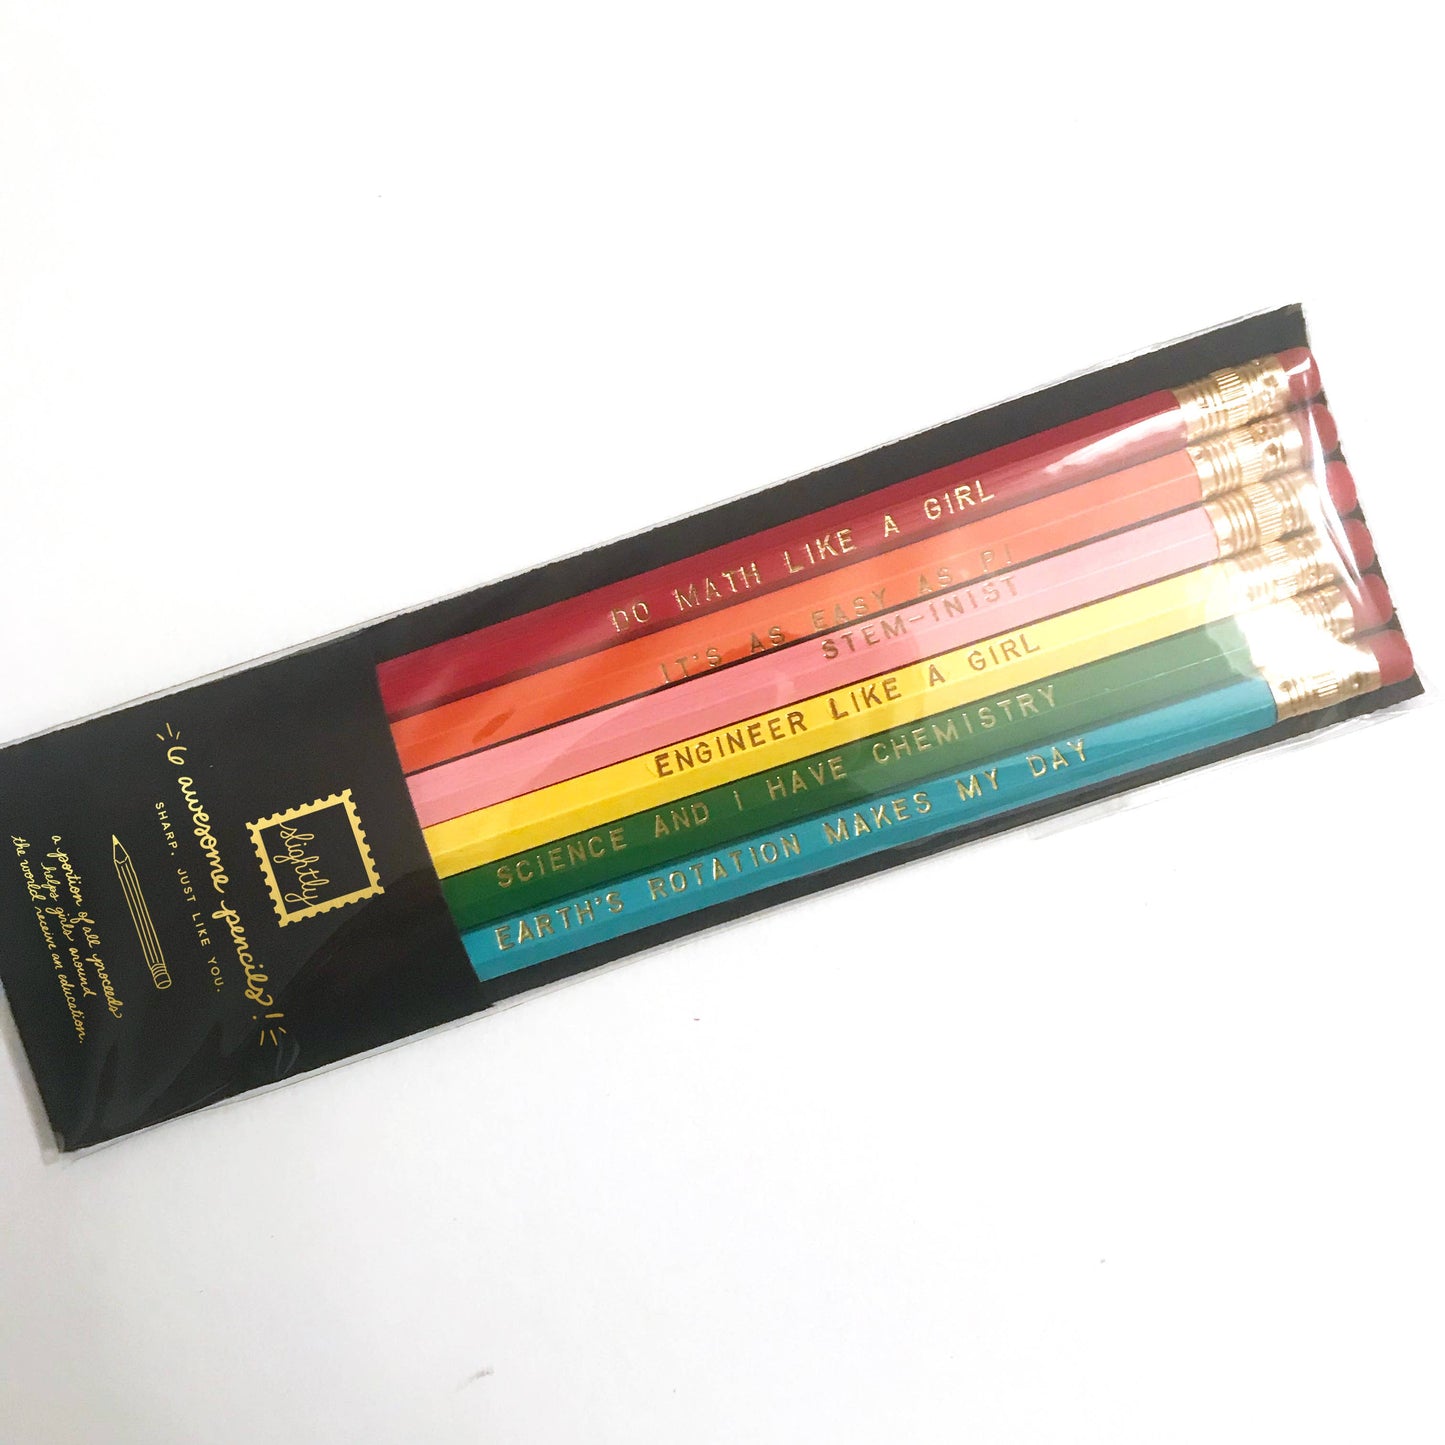 DO MATH LIKE A GIRL
IT'S AS EASY AS PI
STEM-INIST
ENGINEER LIKE A GIRL
SCIENCE AND I HAVE CHEMISTRY
EARTH'S ROTATION MAKES MY DAY
slightly
6 awesome pencils!
SHARP. JUST LIKE YOU.
a portion of all proceeds
helps girls around
the world receive an education.